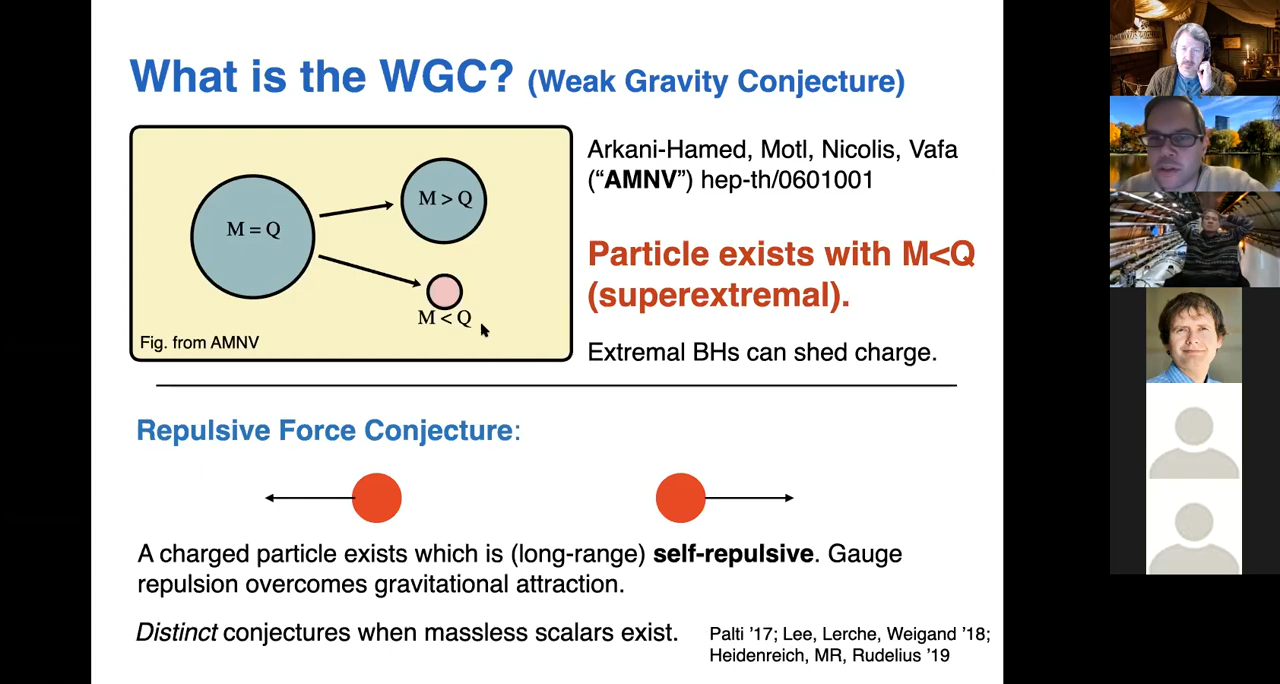 What is the WGC? (Weak Gravity Conjecture)
M = Q
M > Q
M < Q
Fig. from AMNV
Arkani-Hamed, Motl, Nicolis, Vafa
(“AMNV”) hep-th/0601001
Particle exists with M<Q
(superextremal).
Extremal BHs can shed charge.
Repulsive Force Conjecture:
A charged particle exists which is (long-range) self-repulsive. Gauge
repulsion overcomes gravitational attraction.
Distinct conjectures when massless scalars exist.
Palti ’17; Lee, Lerche, Weigand ’18;
Heidenreich, MR, Rudelius ’19